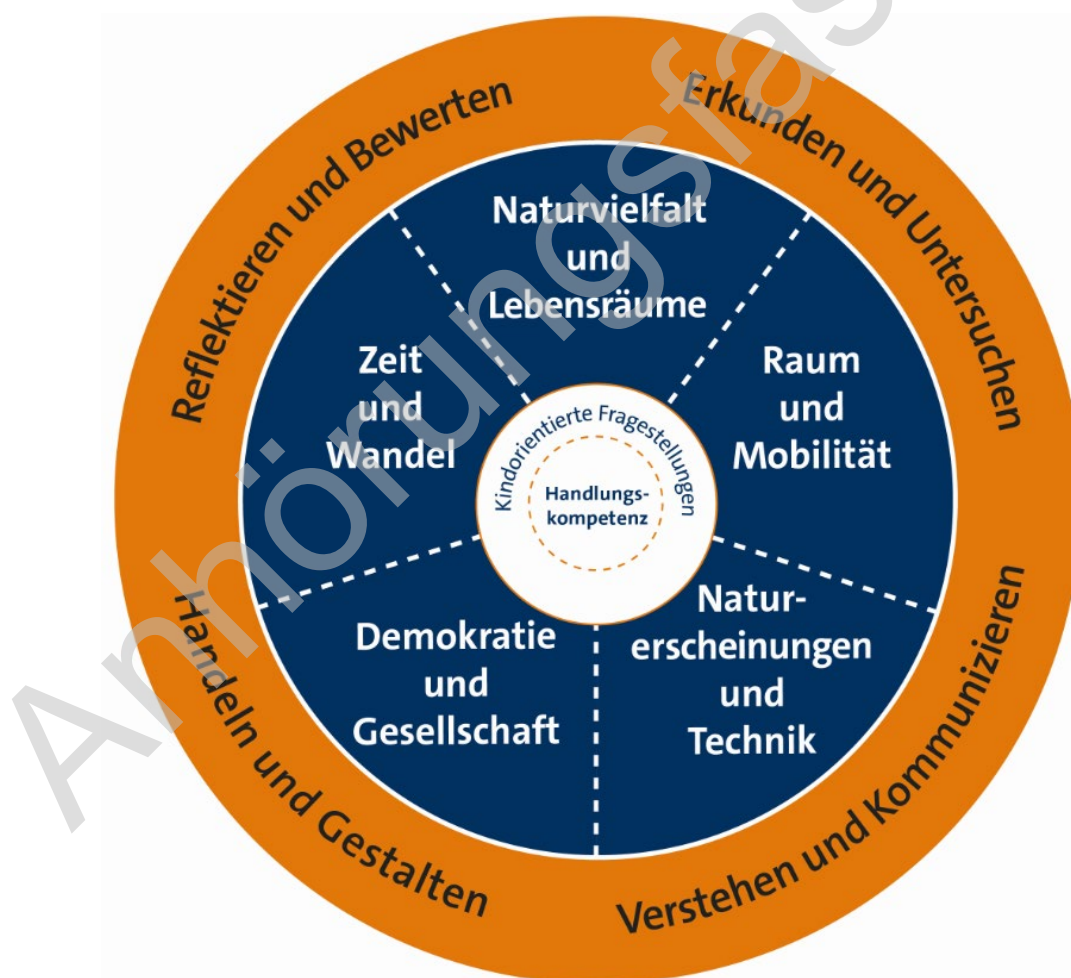 Reflektieren und Bewerten
Erkunden und Untersuchen
Naturvielfalt
und
Lebensräume
Zeit
und
Wandel
Raum
und
Mobilität
Kindorientierte Fragestellungen
Handlungs-
kompetenz
Demokratie
und
Gesellschaft
Natur-
erscheinungen
und
Technik
Handeln und Gestalten
Verstehen und Kommunizieren